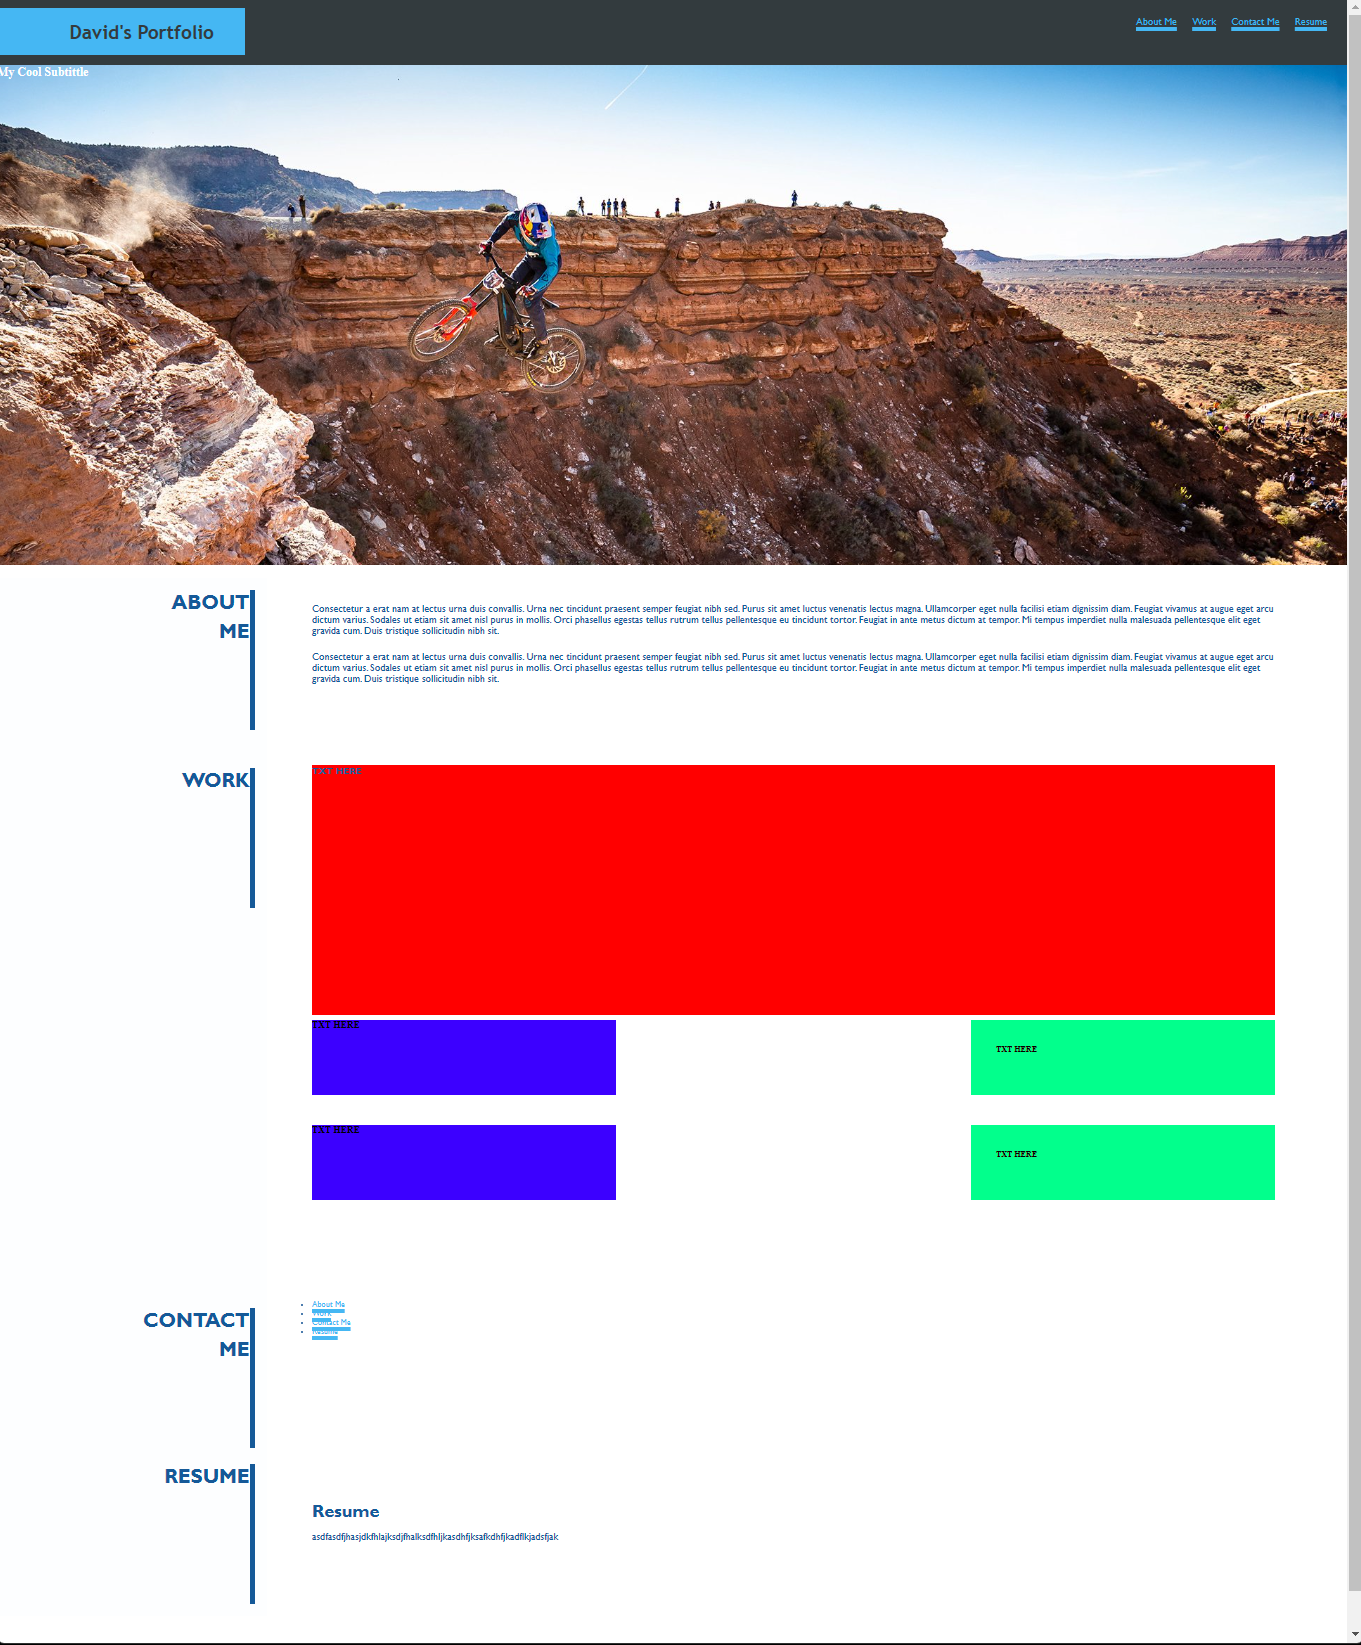 David's Portfolio
About Me Work Contact Me Resume
My Cool Subtittle
ABOUT
ME
Consectetur a erat nam at lectus urna duis convallis. Urna nec tincidunt praesent semper feugiat nibh sed. Purus sit amet luctus venenatis lectus magna. Ullamcorper eget nulla facilisi etiam dignissim diam. Feugiat vivamus at augue eget arcu
dictum varius. Sodales ut etiam sit amet nisl purus in mollis. Orci phasellus egestas tellus rutrum tellus pellentesque eu tincidunt tortor. Feugiat in ante metus dictum at tempor. Mi tempus imperdiet nulla malesuada pellentesque elit eget
gravida cum. Duis tristique sollicitudin nibh sit.
Consectetur a erat nam at lectus urna duis convallis. Urna nec tincidunt praesent semper feugiat nibh sed. Purus sit amet luctus venenatis lectus magna. Ullamcorper eget nulla facilisi etiam dignissim diam. Feugiat vivamus at augue eget arcu
dictum varius. Sodales ut etiam sit amet nisl purus in mollis. Orci phasellus egestas tellus rutrum tellus pellentesque eu tincidunt tortor. Feugiat in ante metus dictum at tempor. Mi tempus imperdiet nulla malesuada pellentesque elit eget
gravida cum. Duis tristique sollicitudin nibh sit.
WORK
TXT HERE
TXT HERE
TXT HERE
TXT HERE
TXT HERE
CONTACT
ME
About Me
Work
Contact Me
Resume
RESUME
Resume
asdfasdfjhasjdkfhlajksdjfhalksdfhljkasdhfjksafkdhfjkadflkjadsfjak